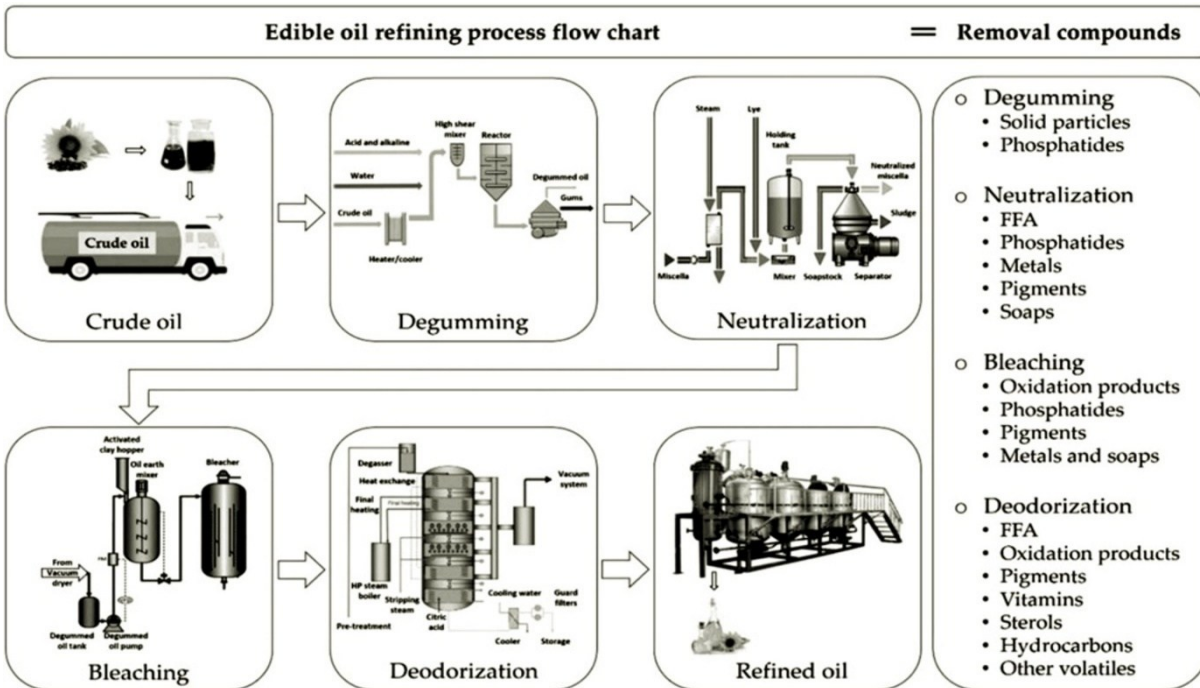 Edible oil refining process flow chart
= Removal compounds
Crude oil
Crude oil
Acid and alkaline
Water
Crude oil
Heater/cooler
High shear
mixer
Reactor
Degummed oil
Gums
Degumming
Steam
Lye
Holding
tank
Neutralized
miscella
Sludge
Miscella
Mixer
Soapstock
Separator
Neutralization
Activated
clay hopper
Oil earth
mixer
Bleacher
From
Vacuum
dryer
Degummed
oil tank
Degummed
oil pump
Bleaching
Degasser
Heat exchange
Final
heating
Final heating
HP steam
boiler
Stripping
steam
Pre-treatment
Citric
acid
Vacuum
system
Cooling water
Guard
filters
Cooler
Storage
Deodorization
Refined oil
○ Degumming
• Solid particles
• Phosphatides
○ Neutralization
• FFA
• Phosphatides
• Metals
• Pigments
• Soaps
○ Bleaching
• Oxidation products
• Phosphatides
• Pigments
• Metals and soaps
○ Deodorization
• FFA
• Oxidation products
• Pigments
• Vitamins
• Sterols
• Hydrocarbons
• Other volatiles